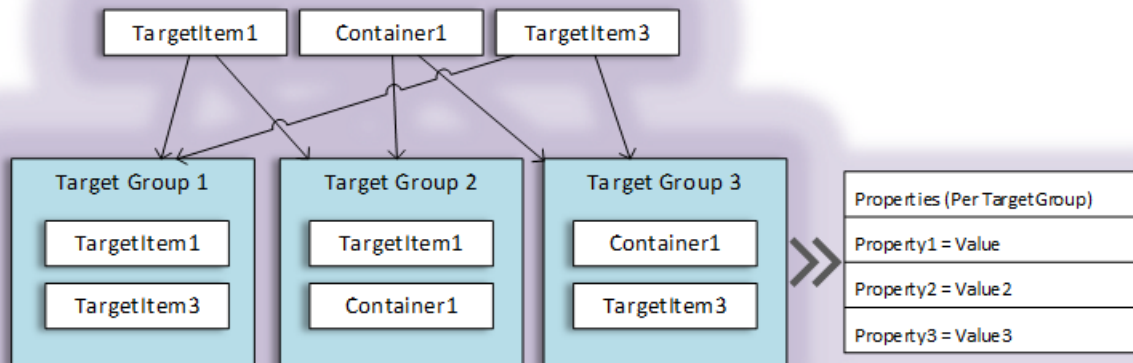 TargetItem1
Container1
TargetItem3
Target Group 1
TargetItem1
TargetItem3
Target Group 2
TargetItem1
Container1
Target Group 3
Container1
TargetItem3
Properties (Per TargetGroup)
Property1 = Value
Property2 = Value2
Property3 = Value3